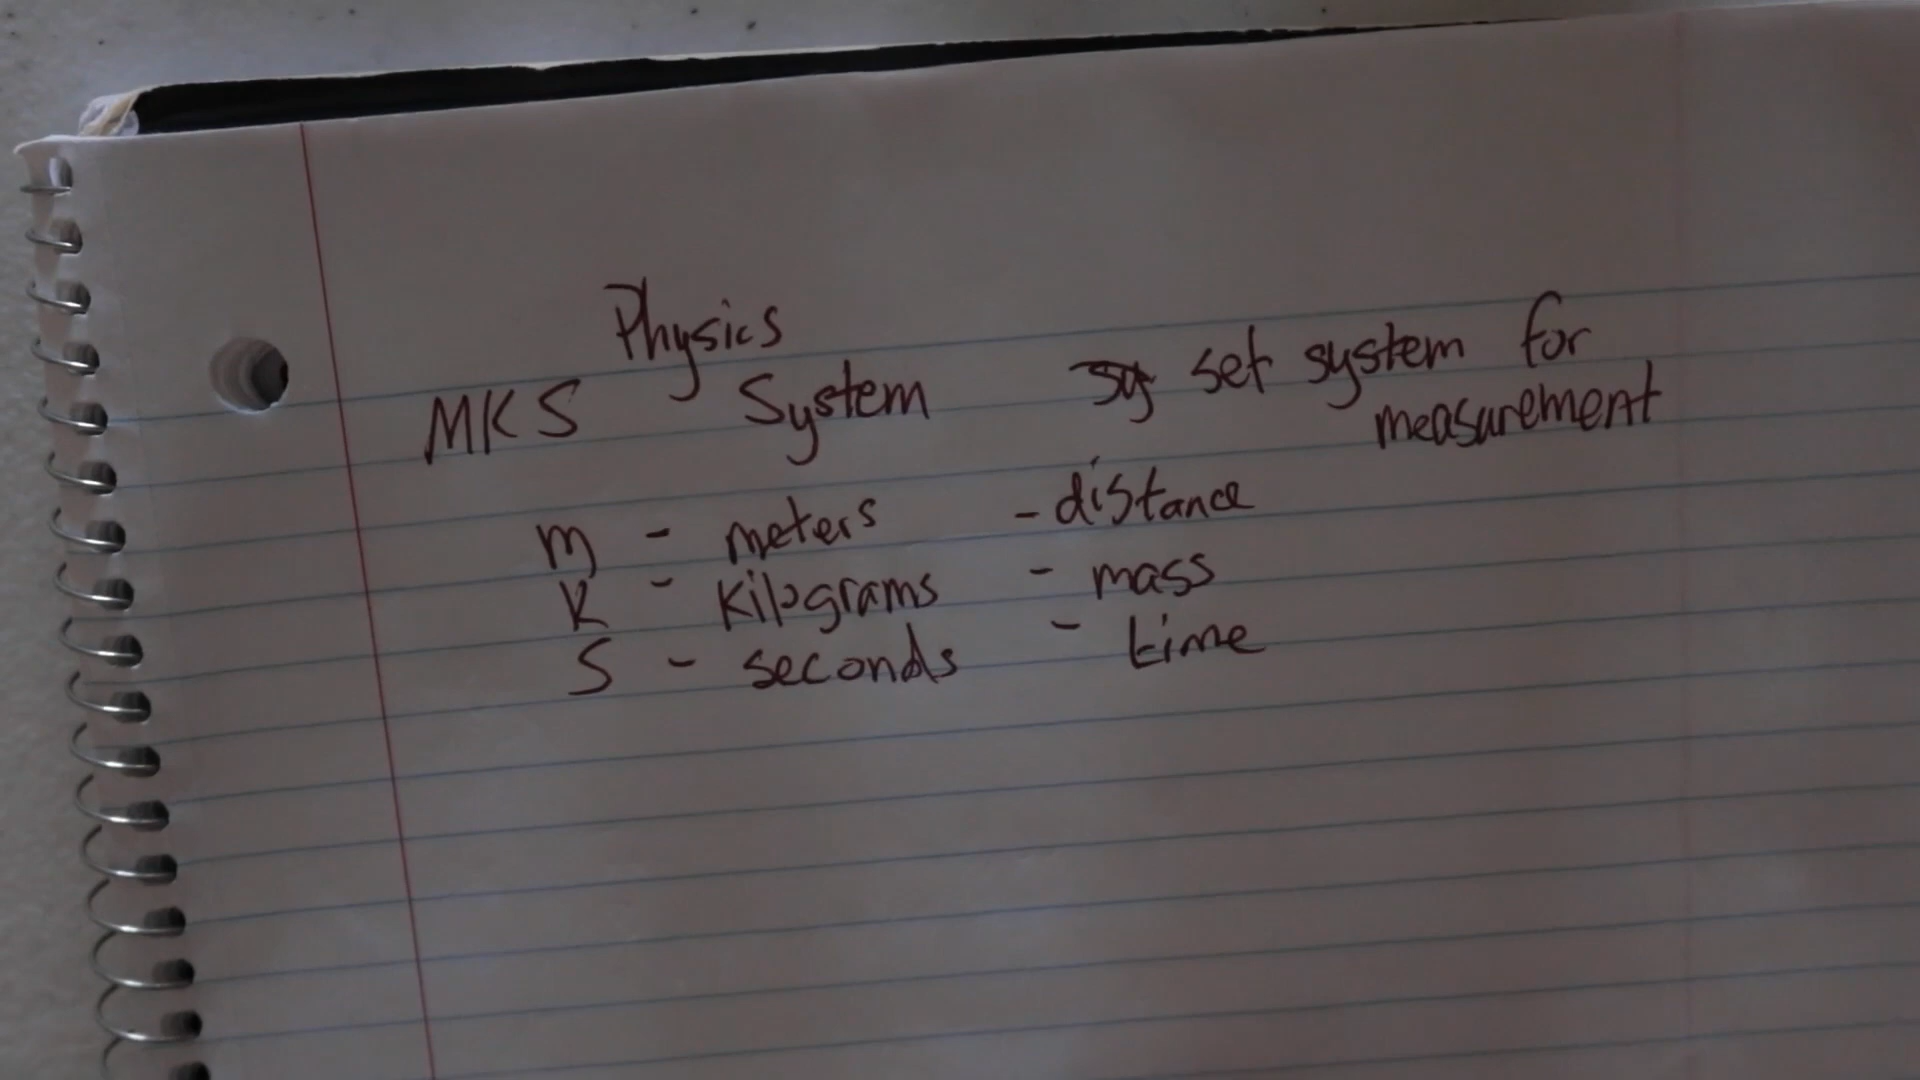 Physics
MKS System set system for
measurement
m - meters - distance
K - Kilograms - mass
S - seconds - time